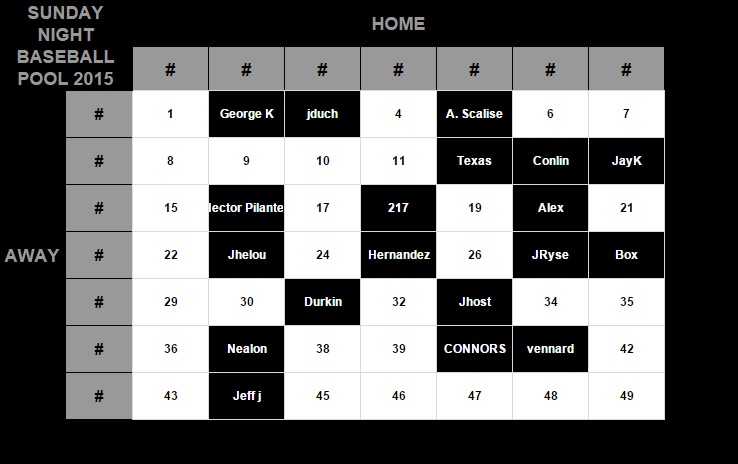 SUNDAY
NIGHT
BASEBALL
POOL 2015
HOME
# # # # # # #
# 1 George K jduch 4 A. Scalise 6 7
# 8 9 10 11 Texas Conlin JayK
# 15 lector Pilante 17 217 19 Alex 21
AWAY # 22 Jhelou 24 Hernandez 26 JRyse Box
# 29 30 Durkin 32 Jhost 34 35
# 36 Nealon 38 39 CONNORS vennard 42
# 43 Jeff j 45 46 47 48 49